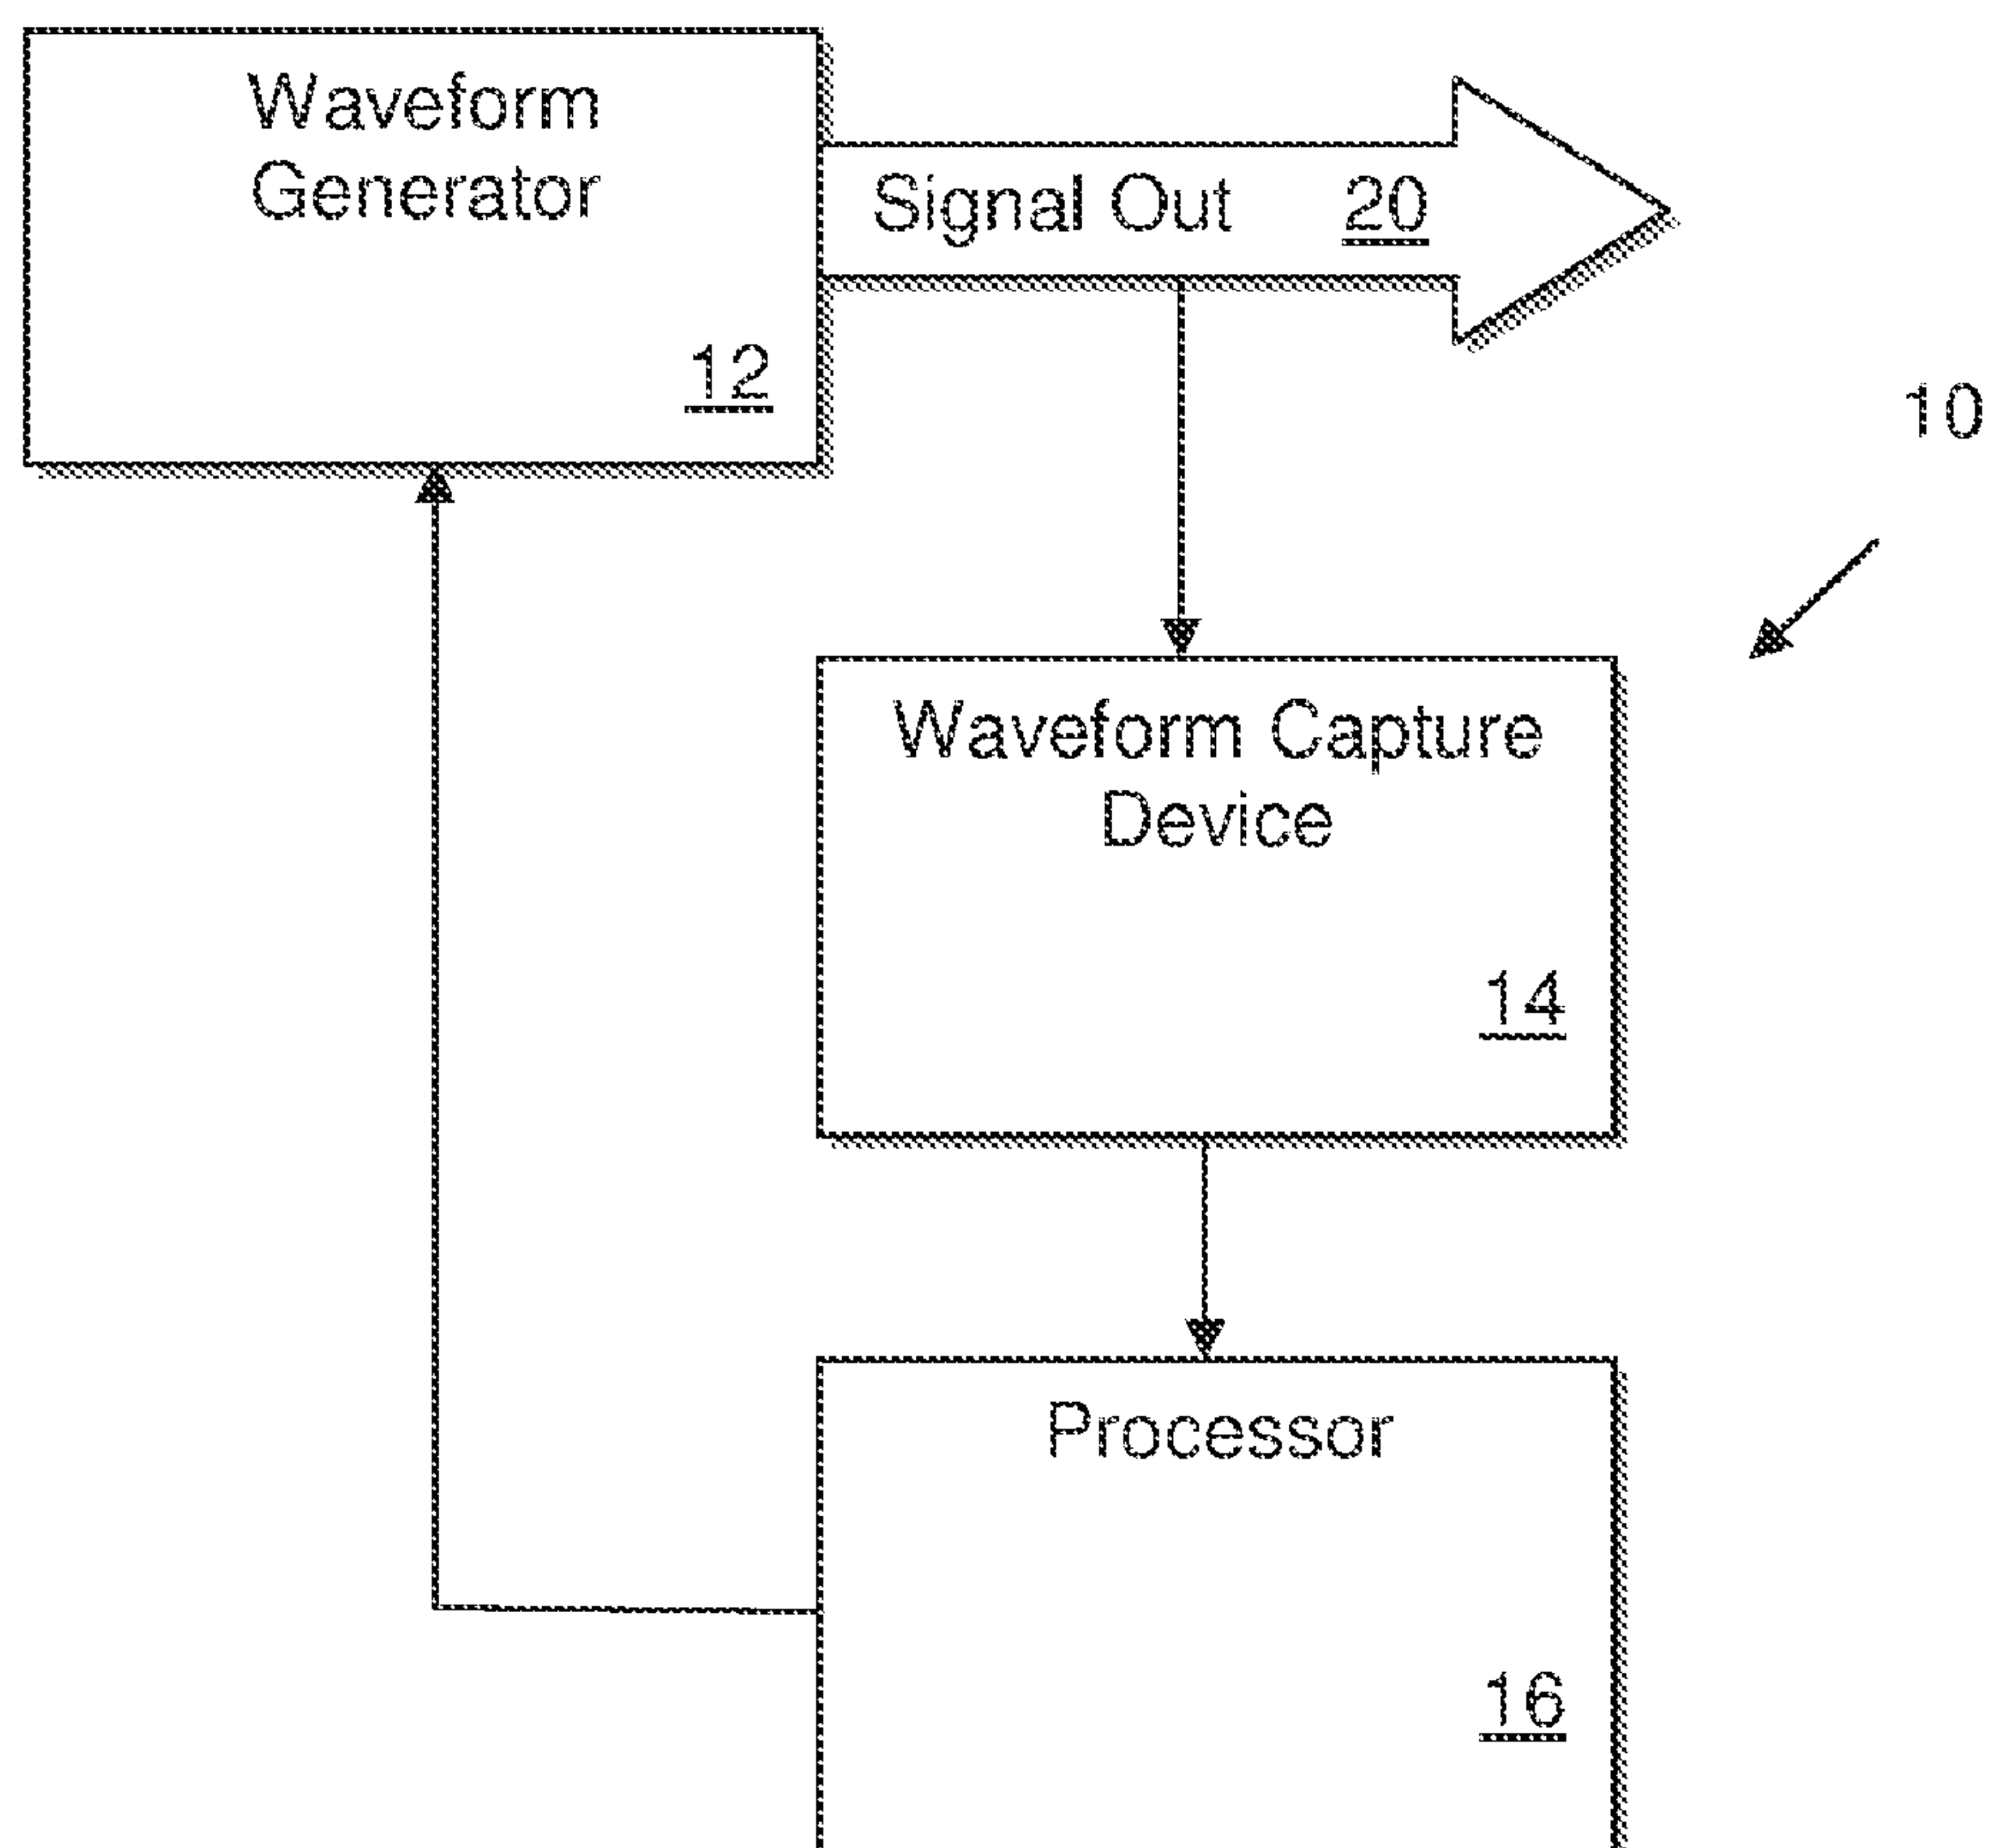 Waveform
Generator
12
Signal Out 20
10
Waveform Capture
Device
14
Processor
16